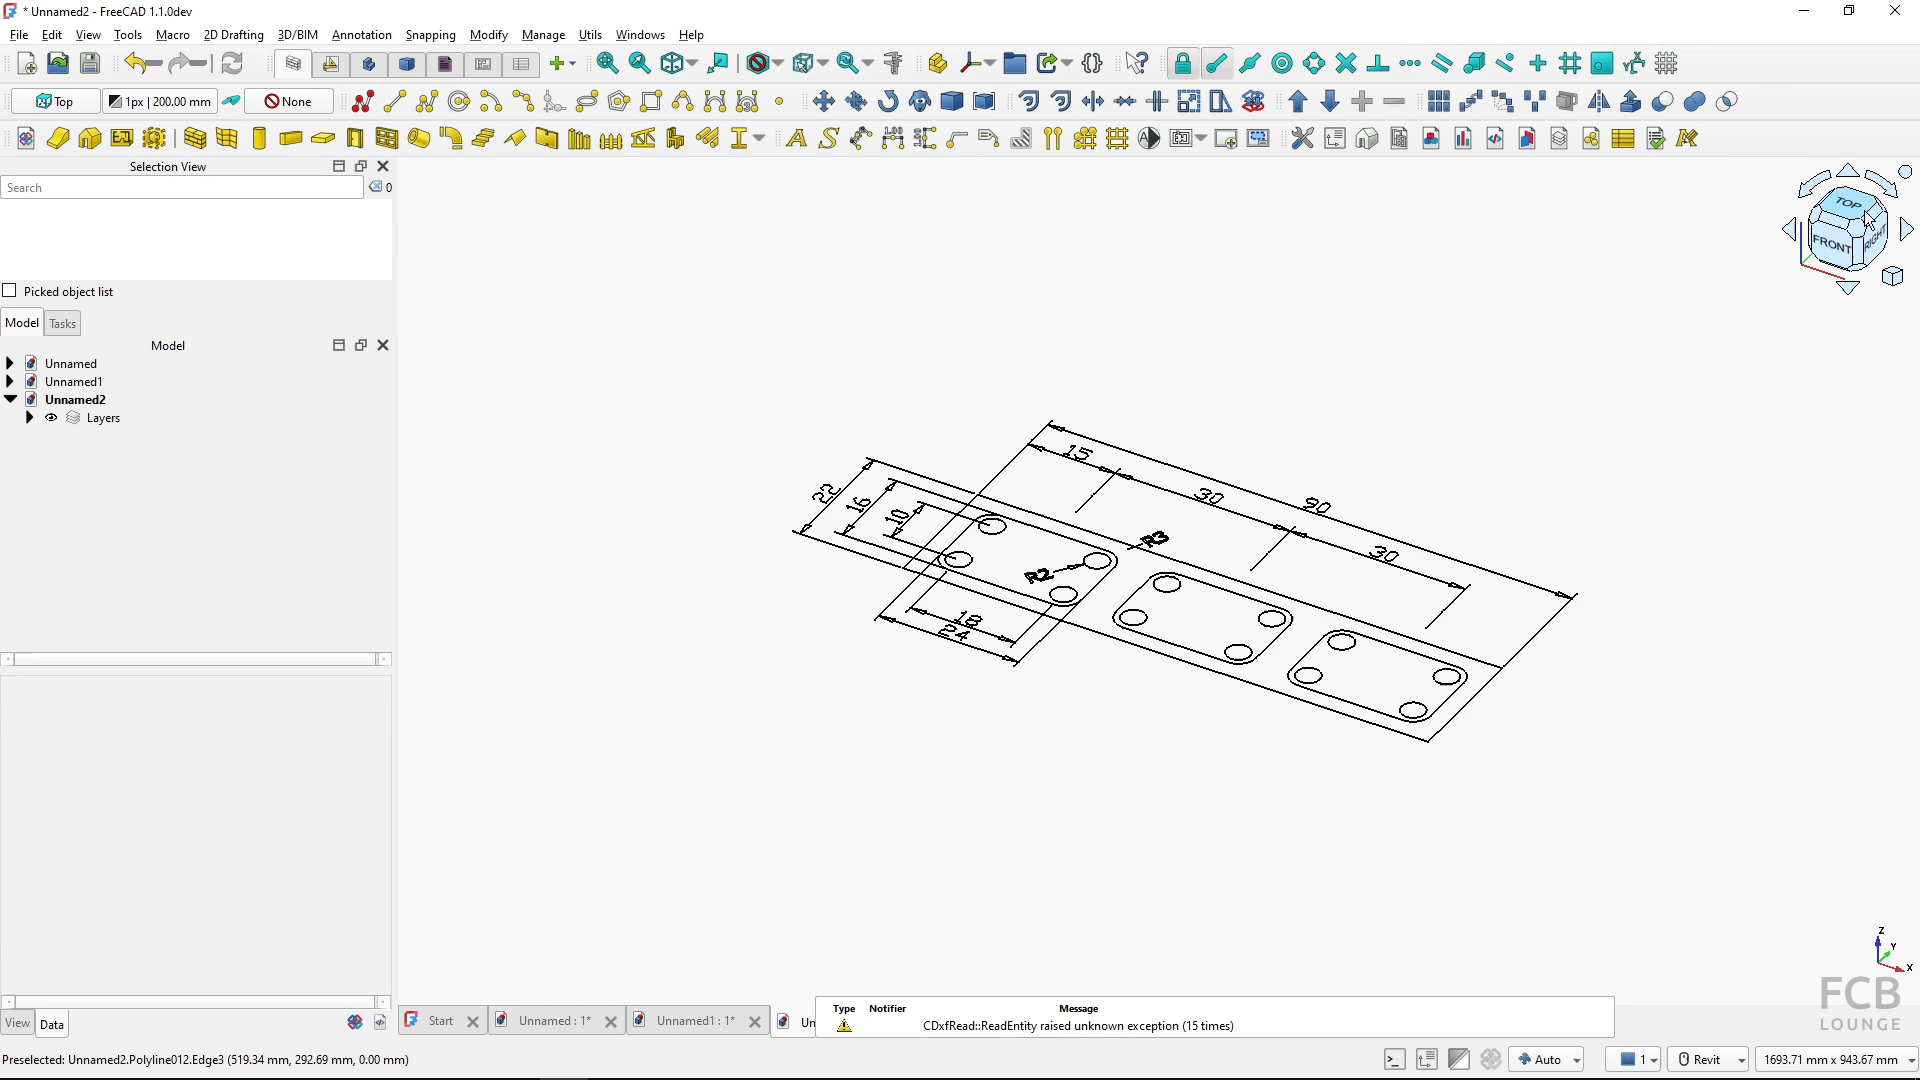 * Unnamed2 - FreeCAD 1.1.0dev
File Edit View Tools Macro 2D Drafting 3D/BIM Annotation Snapping Modify Manage Utils Windows Help
Top 1px | 200.00 mm None
Selection View
Search
0
Picked object list
Model Tasks
Model
Unnamed
Unnamed1
Unnamed2
Layers
TOP
FRONT RIGHT
15
30
90
30
22
16
10
R3
R2
18
24
Z
Y
X
FCB
LOUNGE
View Data
Start Unnamed : 1* Unnamed1 : 1* Un
Type Notifier Message
CDxfRead::ReadEntity raised unknown exception (15 times)
Preselected: Unnamed2.Polyline012.Edge3 (519.34 mm, 292.69 mm, 0.00 mm)
Auto 1 Revit 1693.71 mm x 943.67 mm